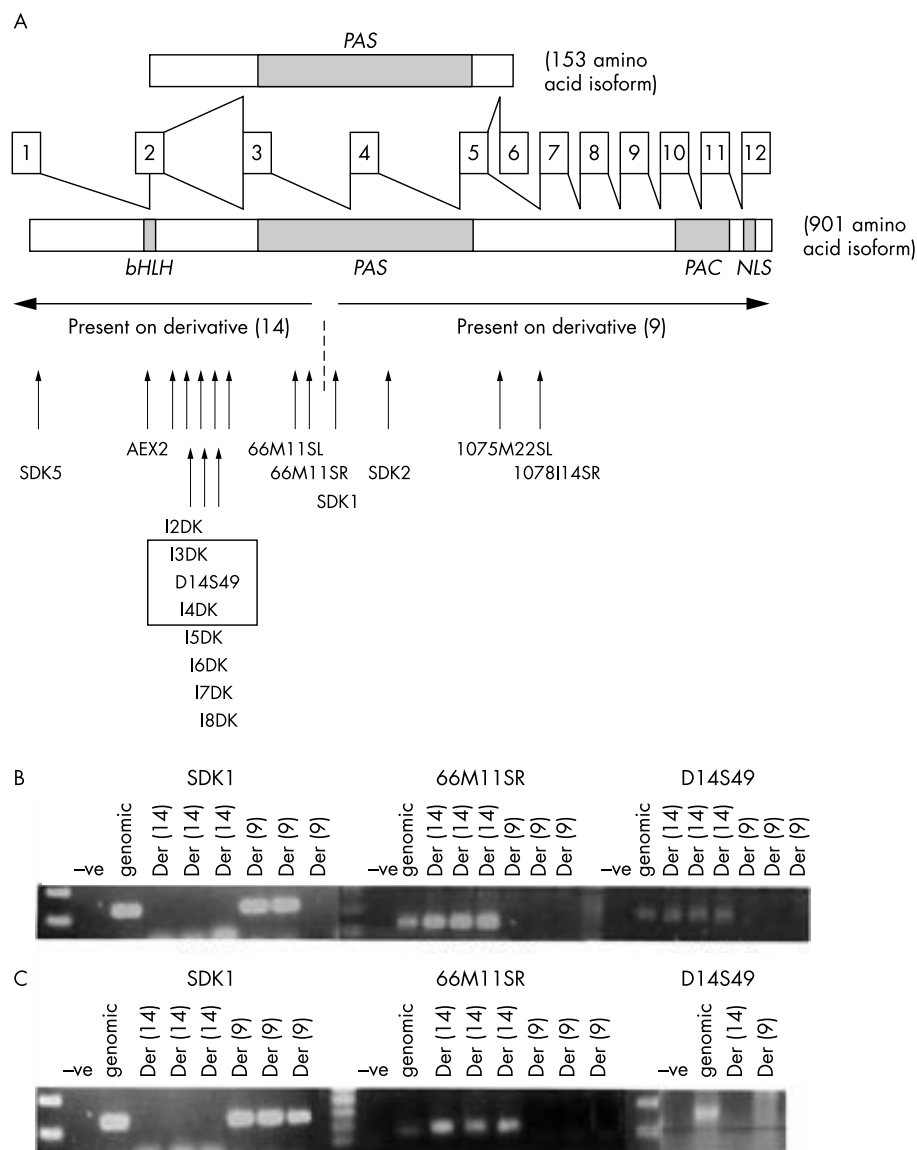 A
PAS
(153 amino
acid isoform)
1 2 3 4 5 6 7 8 9 10 11 12
(901 amino
acid isoform)
bHLH PAS PAC NLS
Present on derivative (14) Present on derivative (9)
AEX2 66M11SL 1075M22SL
SDK5 66M11SR SDK2 1078I14SR
SDK1
I2DK
I3DK
D14S49
I4DK
I5DK
I6DK
I7DK
I8DK
B
SDK1 66M11SR D14S49
–ve genomic Der (14) Der (14) Der (14) Der (9) Der (9) Der (9) –ve genomic Der (14) Der (14) Der (14) Der (9) Der (9) Der (9) –ve genomic Der (14) Der (14) Der (14) Der (9) Der (9) Der (9)
C
SDK1 66M11SR D14S49
–ve genomic Der (14) Der (14) Der (14) Der (9) Der (9) Der (9) –ve genomic Der (14) Der (14) Der (14) Der (9) Der (9) Der (9) –ve genomic Der (14) Der (9)